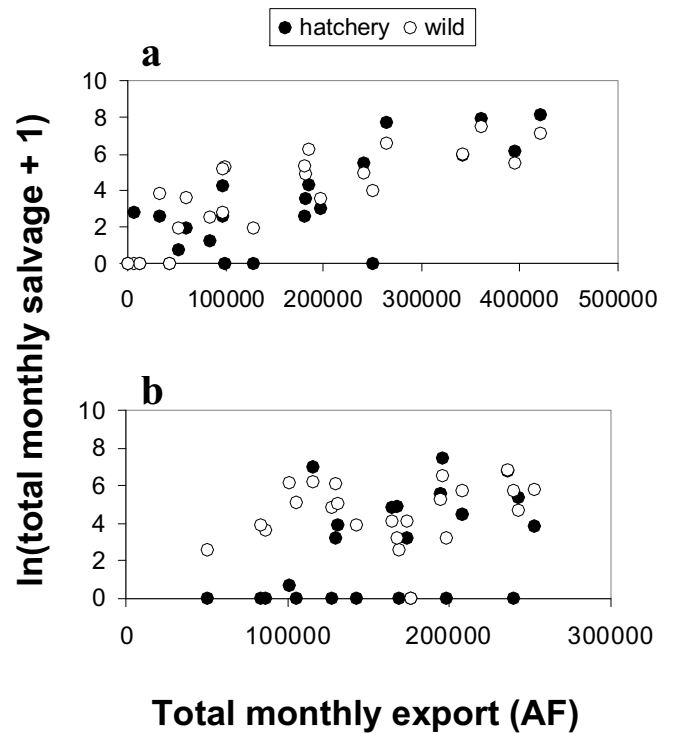 hatchery wild
a
10
8
6
4
2
0
0 100000 200000 300000 400000 500000
b
10
8
6
4
2
0
0 100000 200000 300000
ln(total monthly salvage + 1)
Total monthly export (AF)